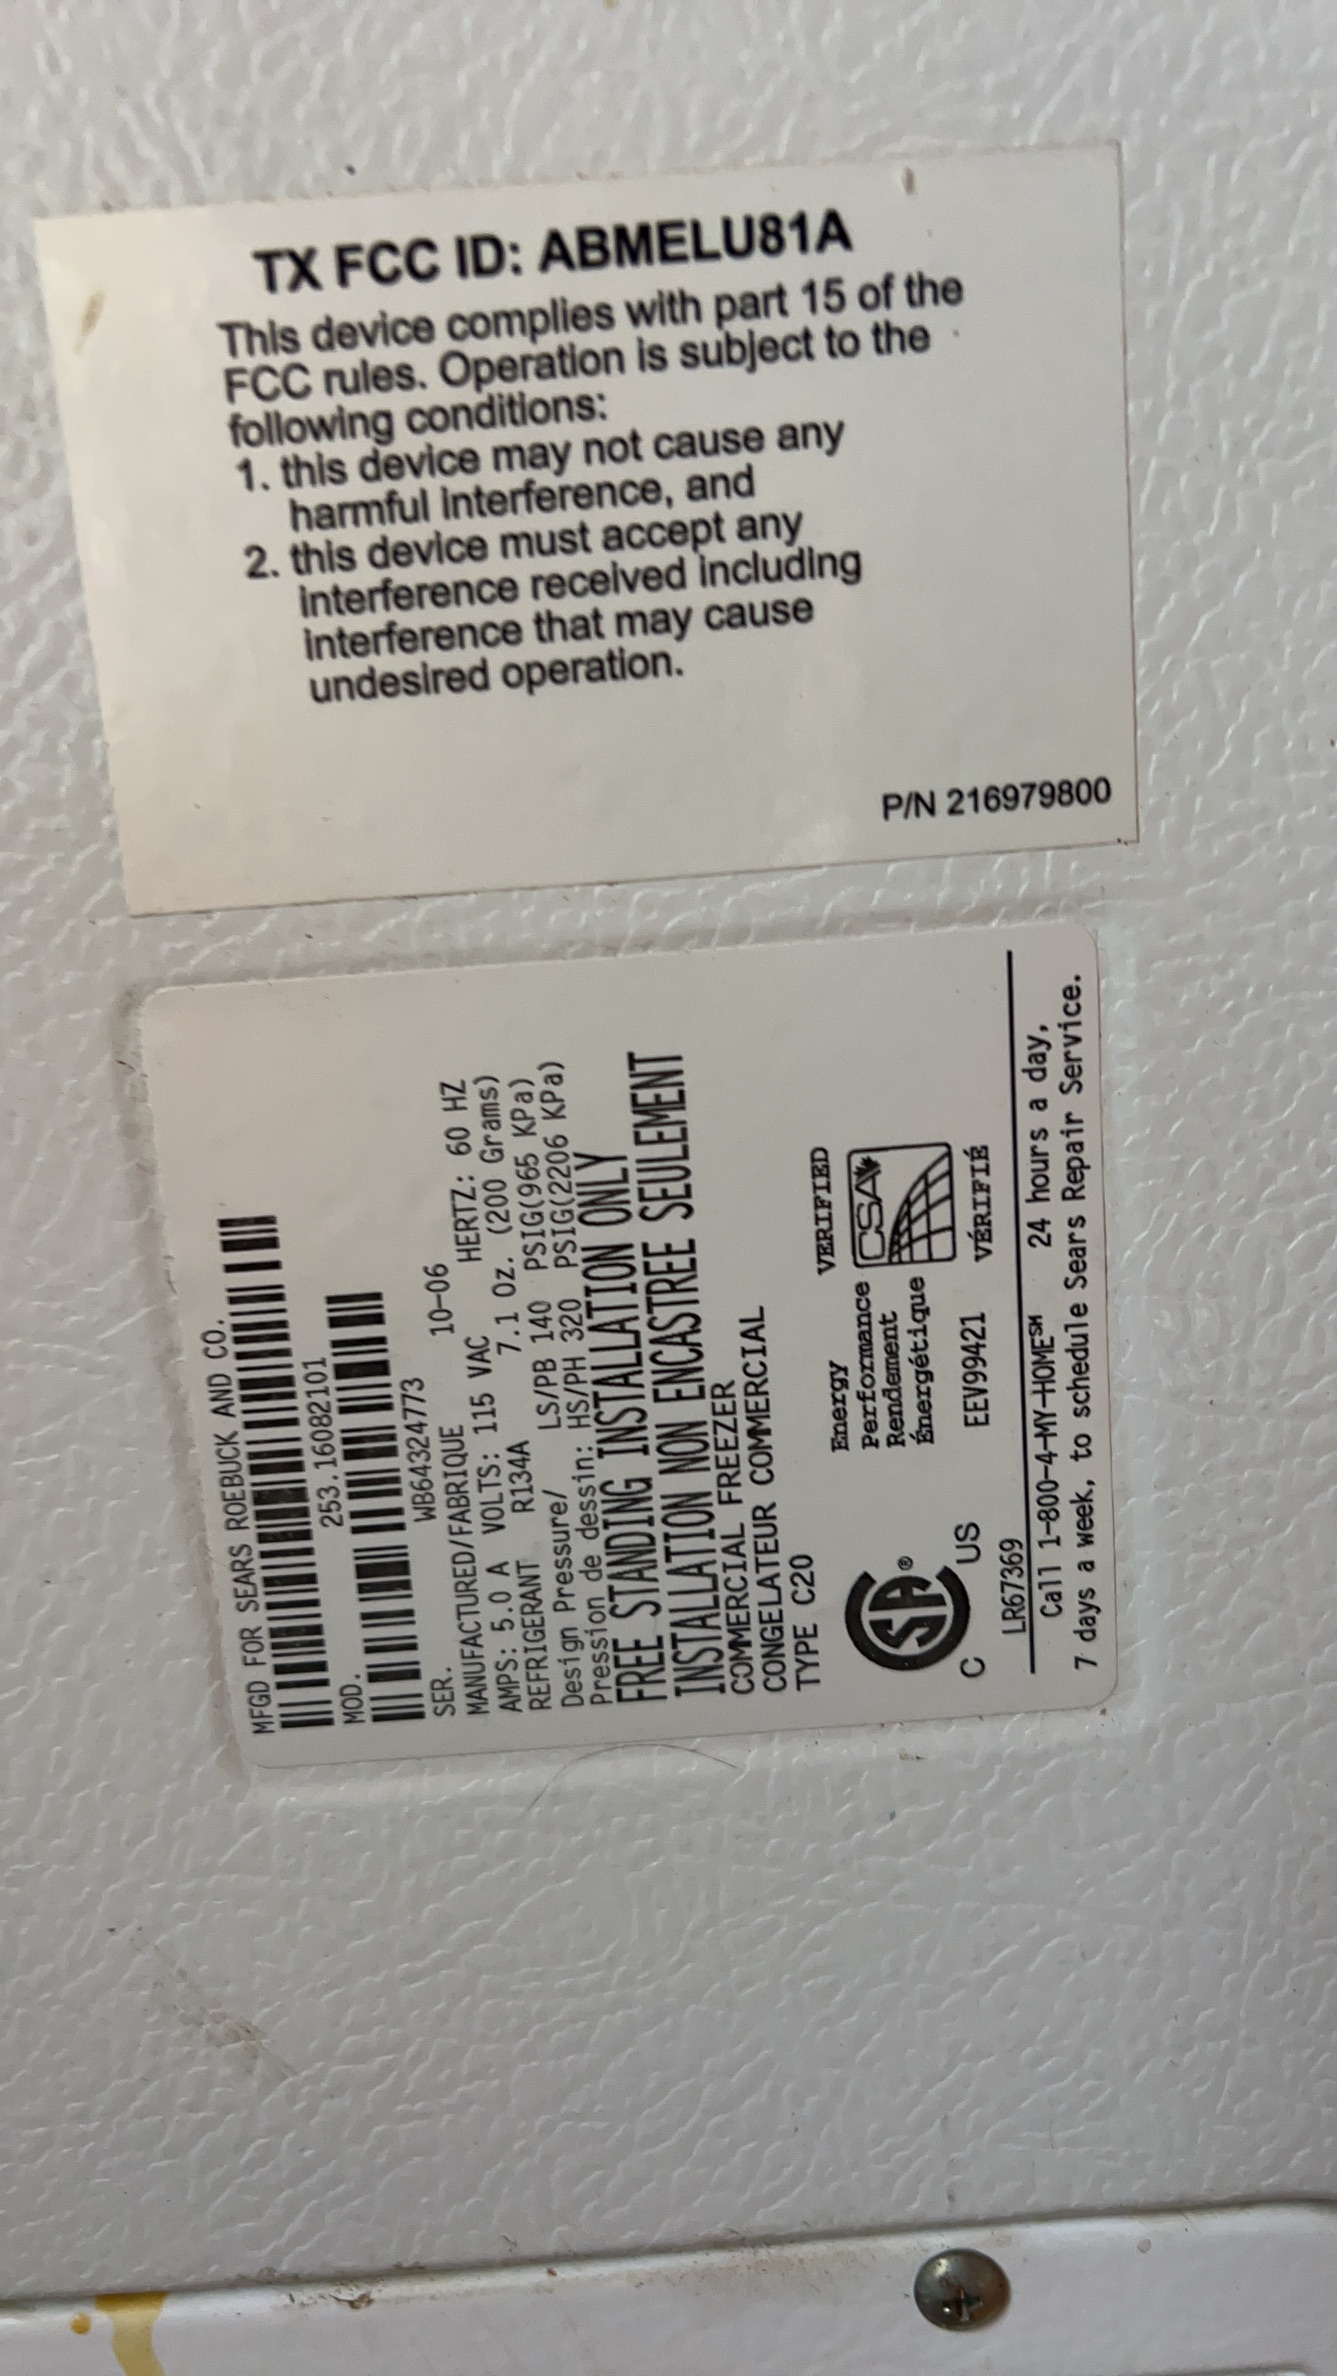 TX FCC ID: ABMELU81A
This device complies with part 15 of the
FCC rules. Operation is subject to the
following conditions:
1. this device may not cause any
harmful interference, and
2. this device must accept any
interference received including
interference that may cause
undesired operation.
P/N 216979800
MFGD FOR SEARS ROEBUCK AND CO.
MOD. 253.16082101
SER. WB64324773
MANUFACTURED/FABRIQUE 10-06
AMPS: 5.0 A VOLTS: 115 VAC HERTZ: 60 HZ
REFRIGERANT R134A 7.1 Oz. (200 Grams)
Design Pressure/ LS/PB 140 PSIG(965 KPa)
Pression de dessin: HS/PH 320 PSIG(2206 KPa)
FREE STANDING INSTALLATION ONLY
INSTALLATION NON ENCASTREE SEULEMENT
COMMERCIAL FREEZER
CONGELATEUR COMMERCIAL
TYPE C20
Energy VERIFIED
Performance
Rendement
Énergétique
CSA
EEV99421 VÉRIFIÉ
SA®
C US
LR67369
Call 1-800-4-MY-HOME℠ 24 hours a day,
7 days a week, to schedule Sears Repair Service.